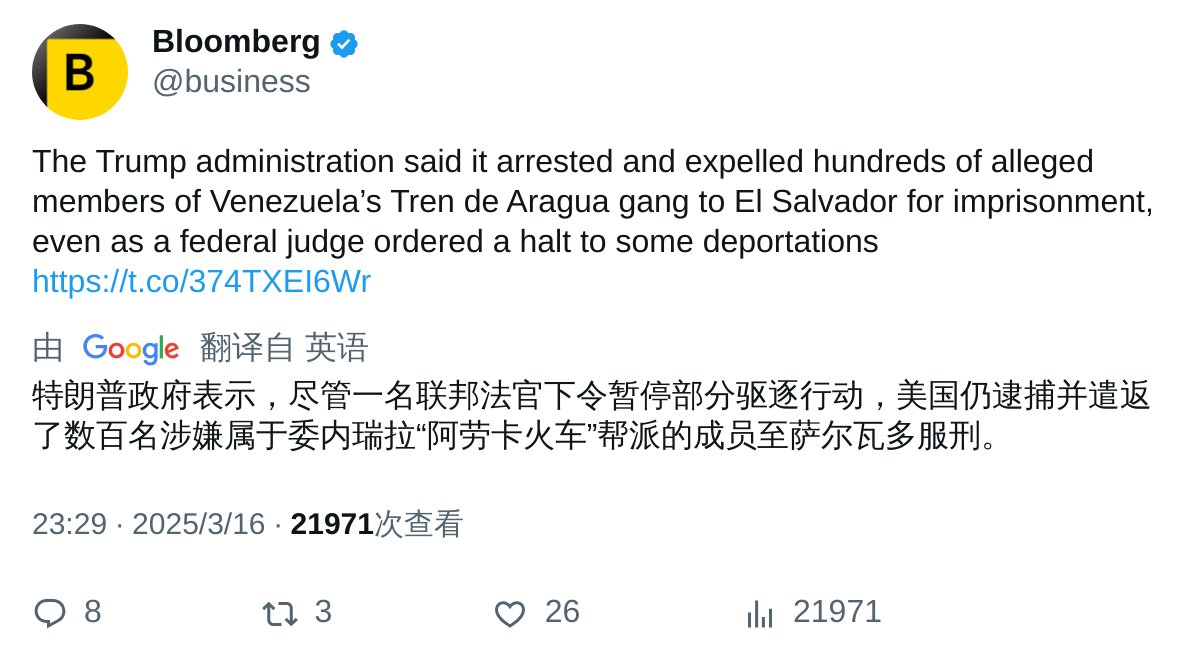 B
Bloomberg
@business
The Trump administration said it arrested and expelled hundreds of alleged
members of Venezuela’s Tren de Aragua gang to El Salvador for imprisonment,
even as a federal judge ordered a halt to some deportations
https://t.co/374TXEI6Wr
由 Google 翻译自 英语
特朗普政府表示，尽管一名联邦法官下令暂停部分驱逐行动，美国仍逮捕并遣返
了数百名涉嫌属于委内瑞拉“阿劳卡火车”帮派的成员至萨尔瓦多服刑。
23:29 · 2025/3/16 · 21971次查看
8 3 26 21971